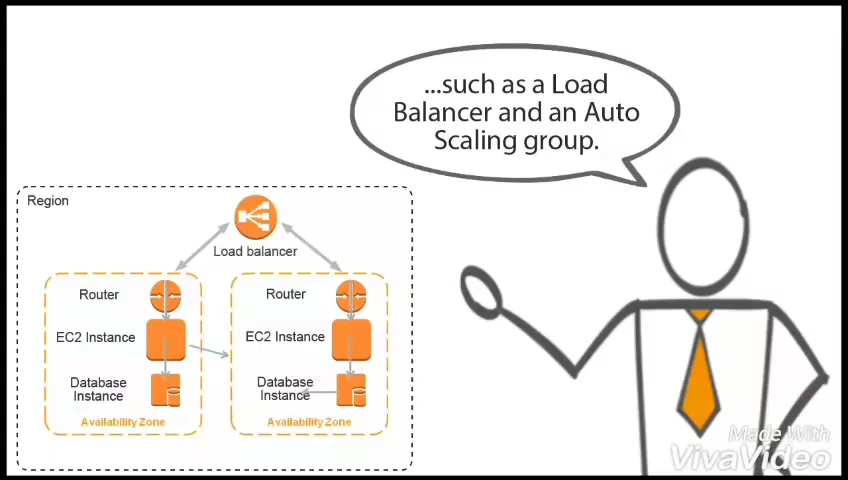 ...such as a Load
Balancer and an Auto
Scaling group.
Region
Load balancer
Router
EC2 Instance
Database
Instance
Availability Zone
Router
EC2 Instance
Database
Instance
Availability Zone
Made With
VivaVideo